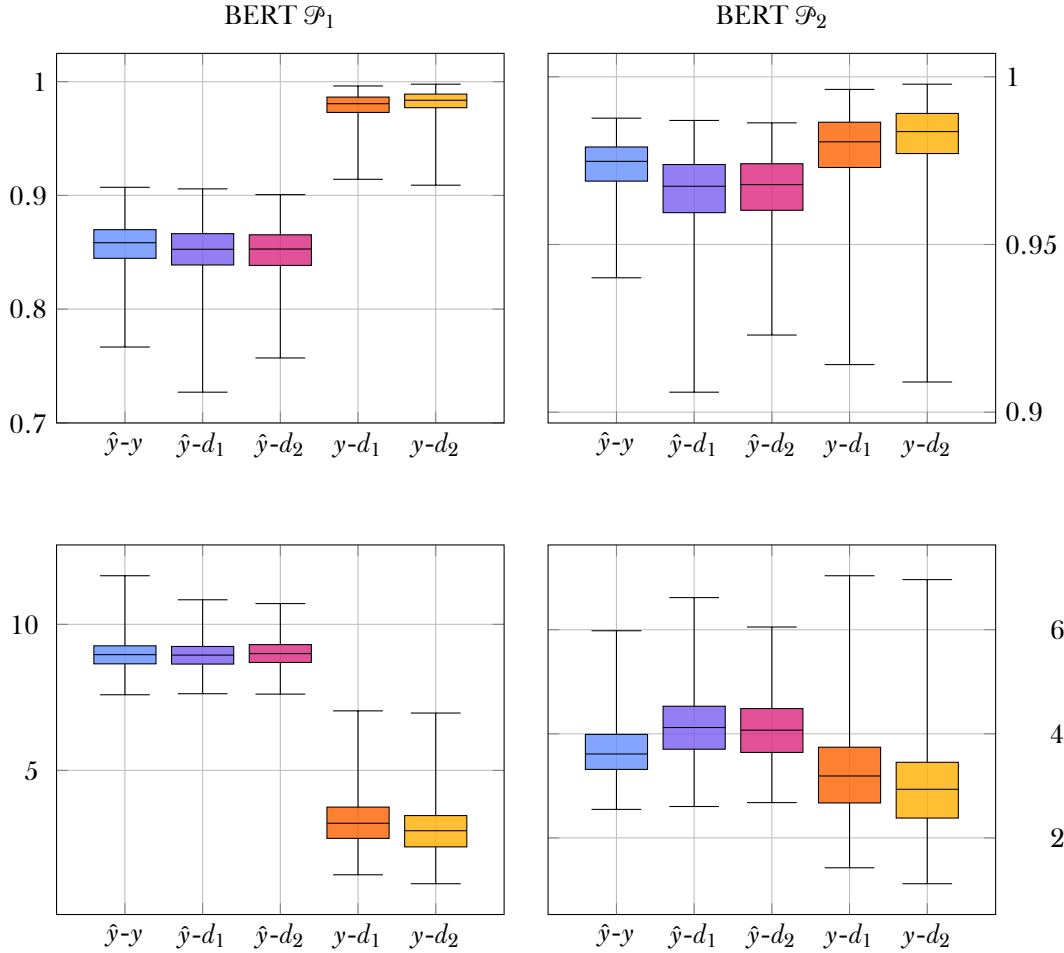 BERT 𝒫₁ BERT 𝒫₂
1
0.9
0.8
0.7
ŷ-y ŷ-d₁ ŷ-d₂ y-d₁ y-d₂
1
0.95
0.9
ŷ-y ŷ-d₁ ŷ-d₂ y-d₁ y-d₂
10
5
ŷ-y ŷ-d₁ ŷ-d₂ y-d₁ y-d₂
6
4
2
ŷ-y ŷ-d₁ ŷ-d₂ y-d₁ y-d₂